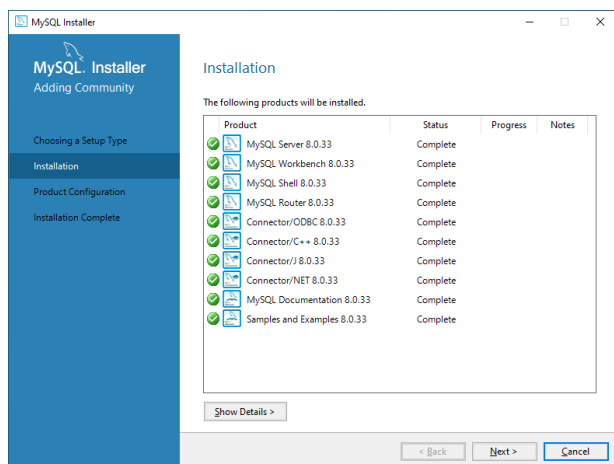 MySQL Installer
MySQL. Installer
Adding Community
Choosing a Setup Type
Installation
Product Configuration
Installation Complete
Installation
The following products will be installed.
Product Status Progress Notes
MySQL Server 8.0.33 Complete
MySQL Workbench 8.0.33 Complete
MySQL Shell 8.0.33 Complete
MySQL Router 8.0.33 Complete
Connector/ODBC 8.0.33 Complete
Connector/C++ 8.0.33 Complete
Connector/J 8.0.33 Complete
Connector/NET 8.0.33 Complete
MySQL Documentation 8.0.33 Complete
Samples and Examples 8.0.33 Complete
Show Details >
< Back Next > Cancel